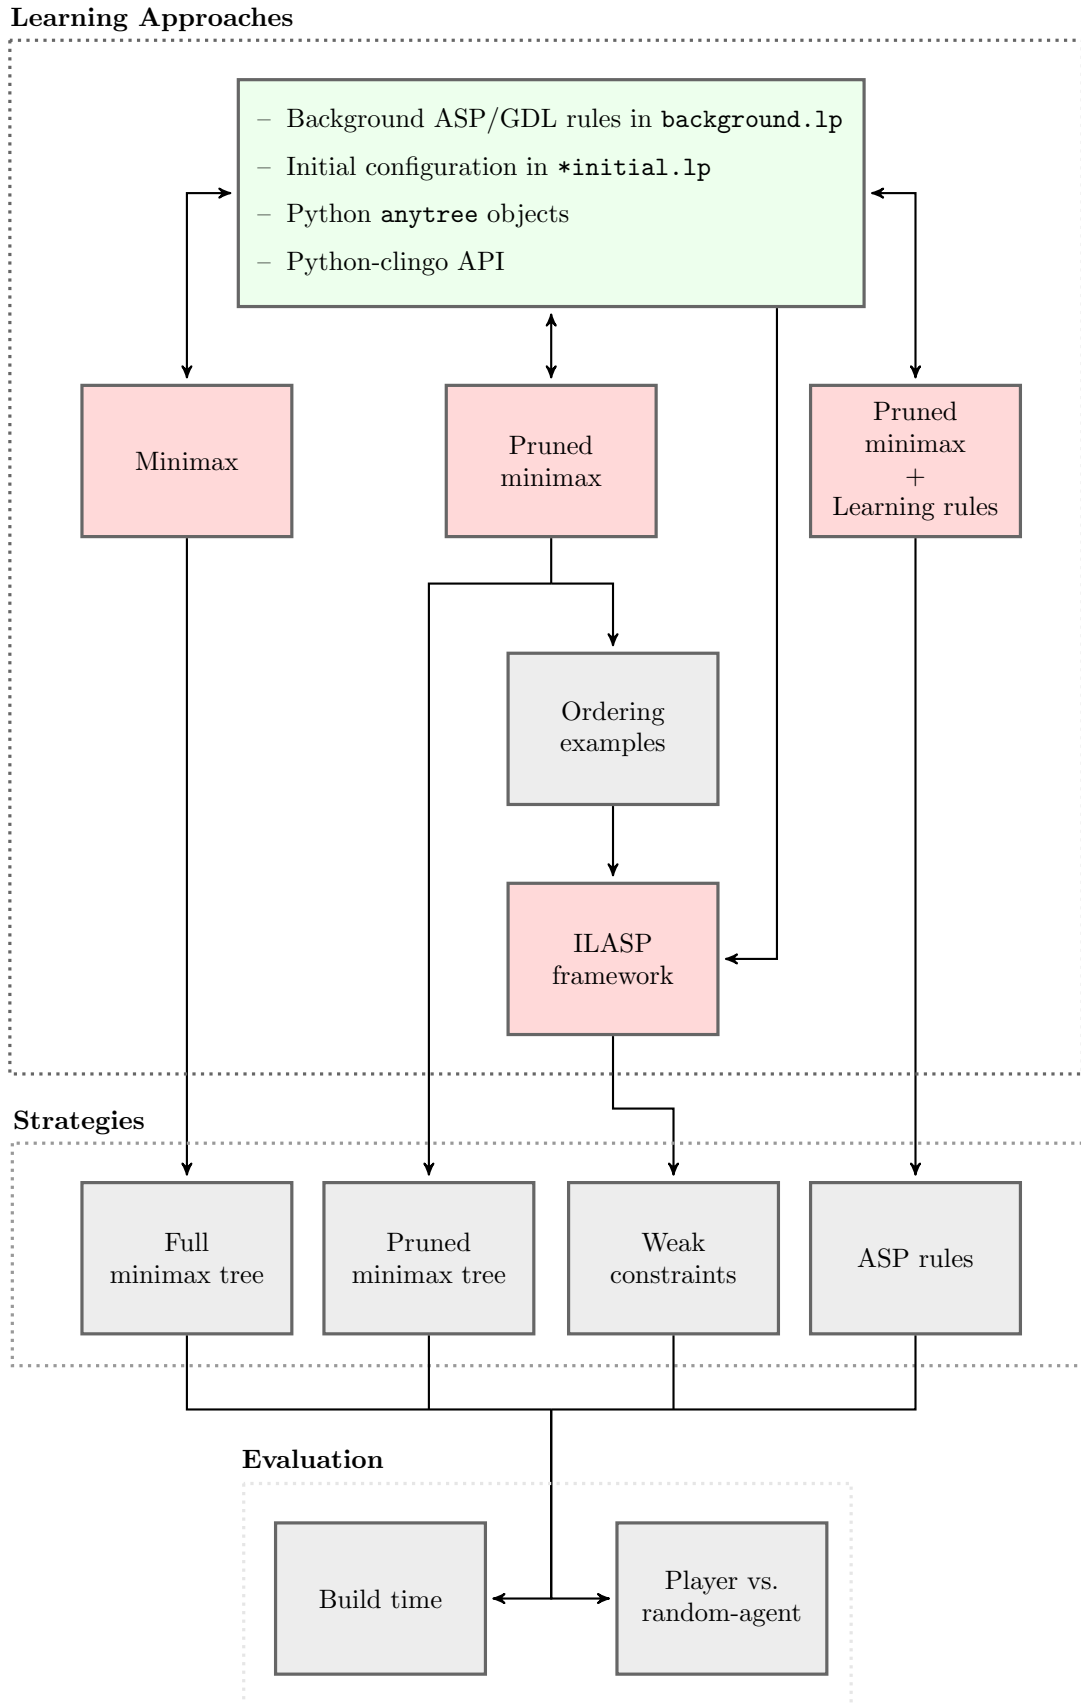 Learning Approaches
– Background ASP/GDL rules in background.lp
– Initial configuration in *initial.lp
– Python anytree objects
– Python-clingo API
Minimax
Pruned
minimax
Pruned
minimax
+
Learning rules
Ordering
examples
ILASP
framework
Strategies
Full
minimax tree
Pruned
minimax tree
Weak
constraints
ASP rules
Evaluation
Build time
Player vs.
random-agent